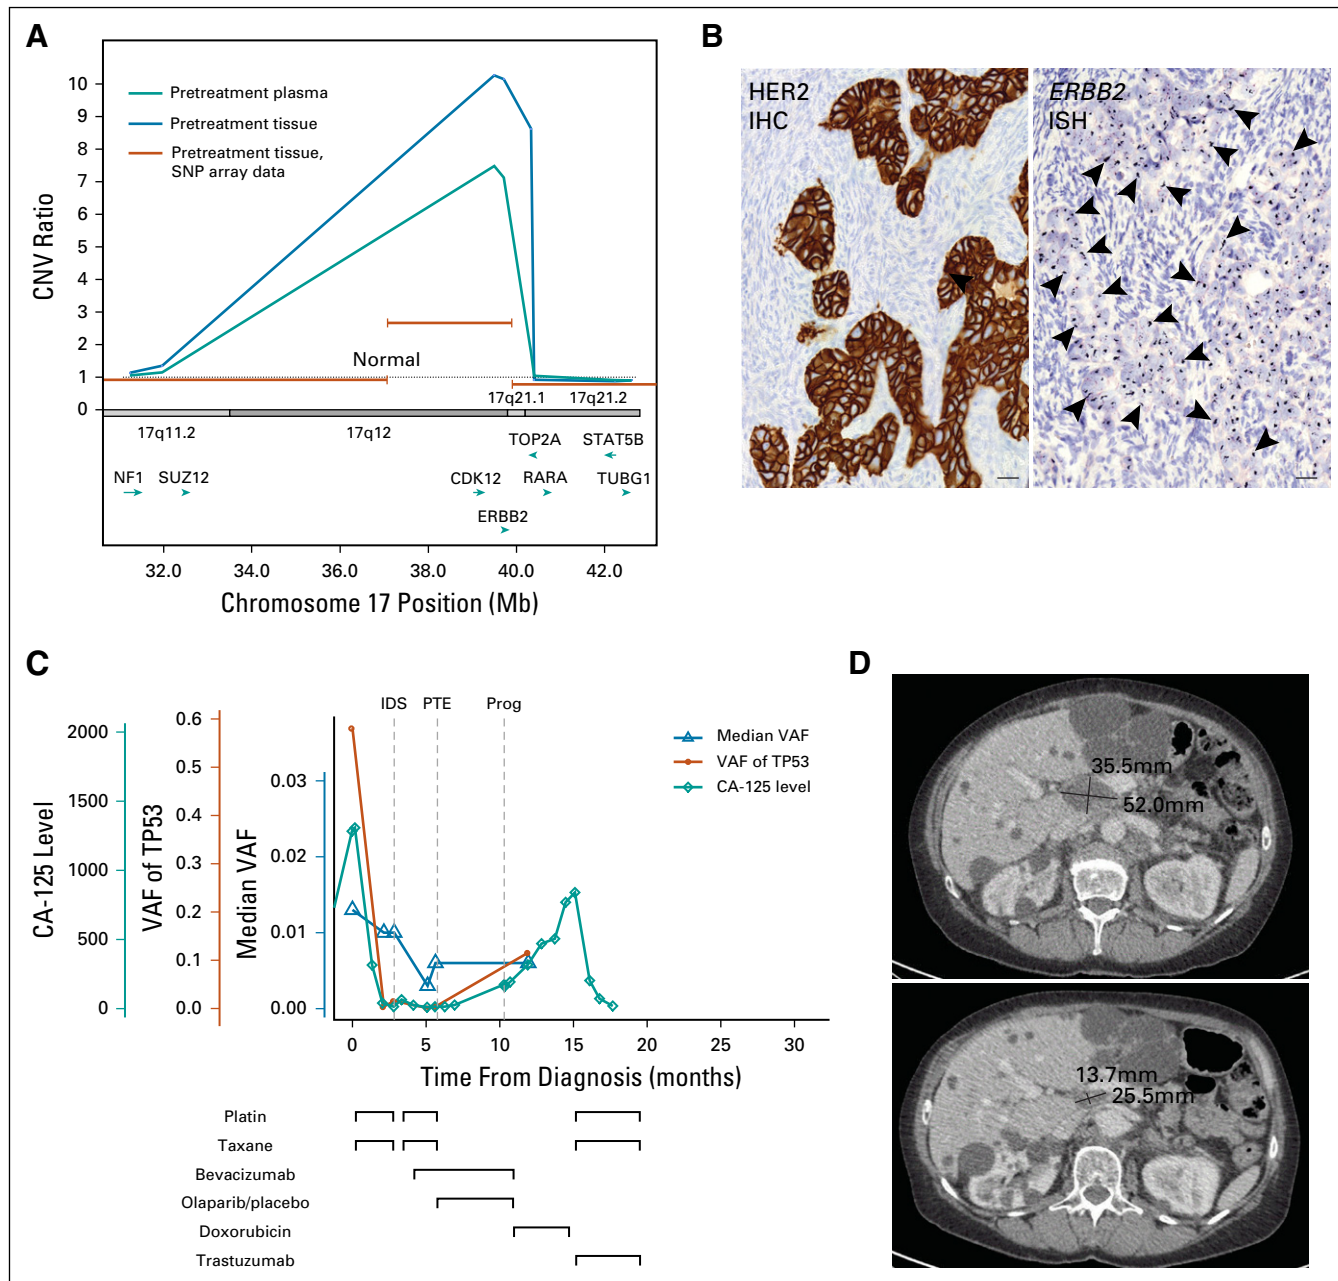 A
10
9
8
7
6
5
4
3
2
1
0
CNV Ratio
Pretreatment plasma
Pretreatment tissue
Pretreatment tissue,
SNP array data
Normal
17q11.2
17q12
17q21.1
17q21.2
NF1
SUZ12
CDK12
ERBB2
TOP2A
RARA
STAT5B
TUBG1
32.0
34.0
36.0
38.0
40.0
42.0
Chromosome 17 Position (Mb)
B
HER2
IHC
ERBB2
ISH
C
CA-125 Level
2000
1500
1000
500
0
VAF of TP53
0.6
0.5
0.4
0.3
0.2
0.1
0.0
Median VAF
0.03
0.02
0.01
0.00
IDS
PTE
Prog
Median VAF
VAF of TP53
CA-125 level
0
5
10
15
20
25
30
Time From Diagnosis (months)
Platin
Taxane
Bevacizumab
Olaparib/placebo
Doxorubicin
Trastuzumab
D
35.5mm
52.0mm
13.7mm
25.5mm